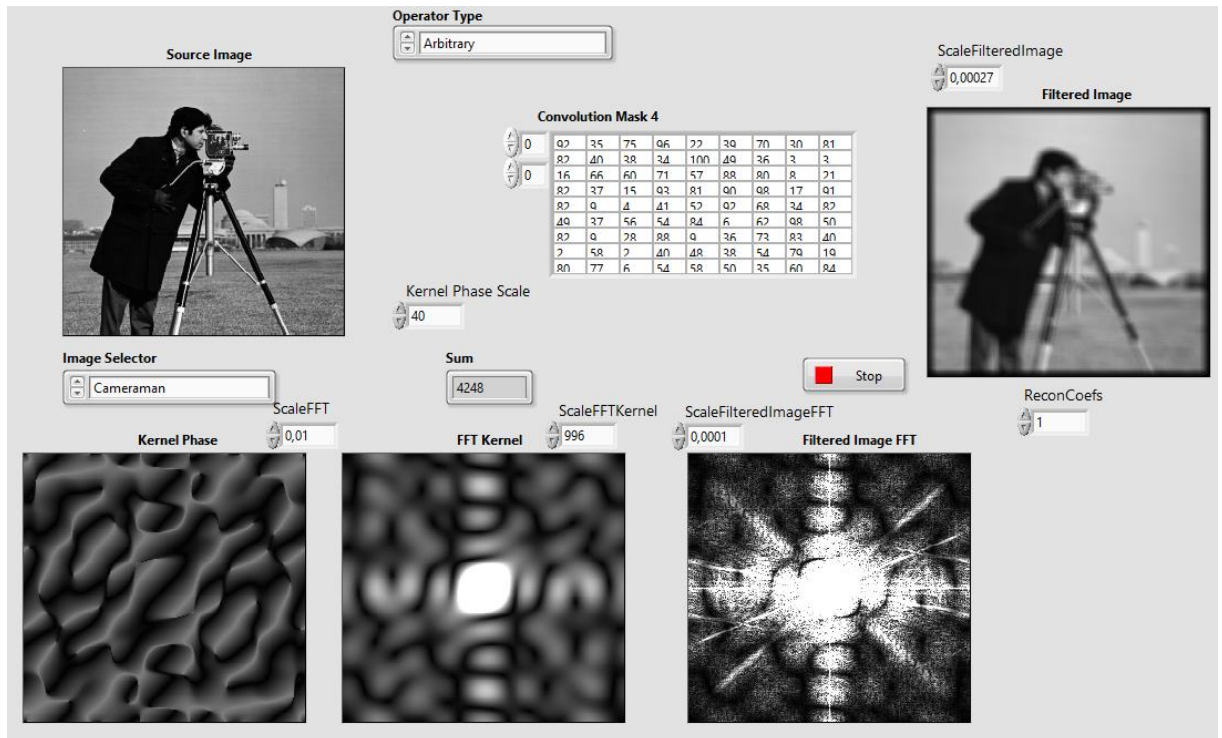 Operator Type
Arbitrary
Source Image
ScaleFilteredImage
0,00027
Filtered Image
Convolution Mask 4
0
0
92 35 75 96 22 39 70 30 81
82 40 38 34 100 49 36 3 3
16 66 60 71 57 88 80 8 21
82 37 15 93 81 90 98 17 91
82 9 4 41 52 92 68 34 82
49 37 56 54 84 6 62 98 50
82 9 28 88 9 36 73 83 40
2 58 2 40 48 38 54 79 19
80 77 6 54 58 50 35 60 84
Kernel Phase Scale
40
Image Selector
Cameraman
Sum
4248
Stop
ReconCoefs
1
ScaleFFT
0,01
Kernel Phase
ScaleFFTKernel
996
FFT Kernel
ScaleFilteredImageFFT
0,0001
Filtered Image FFT